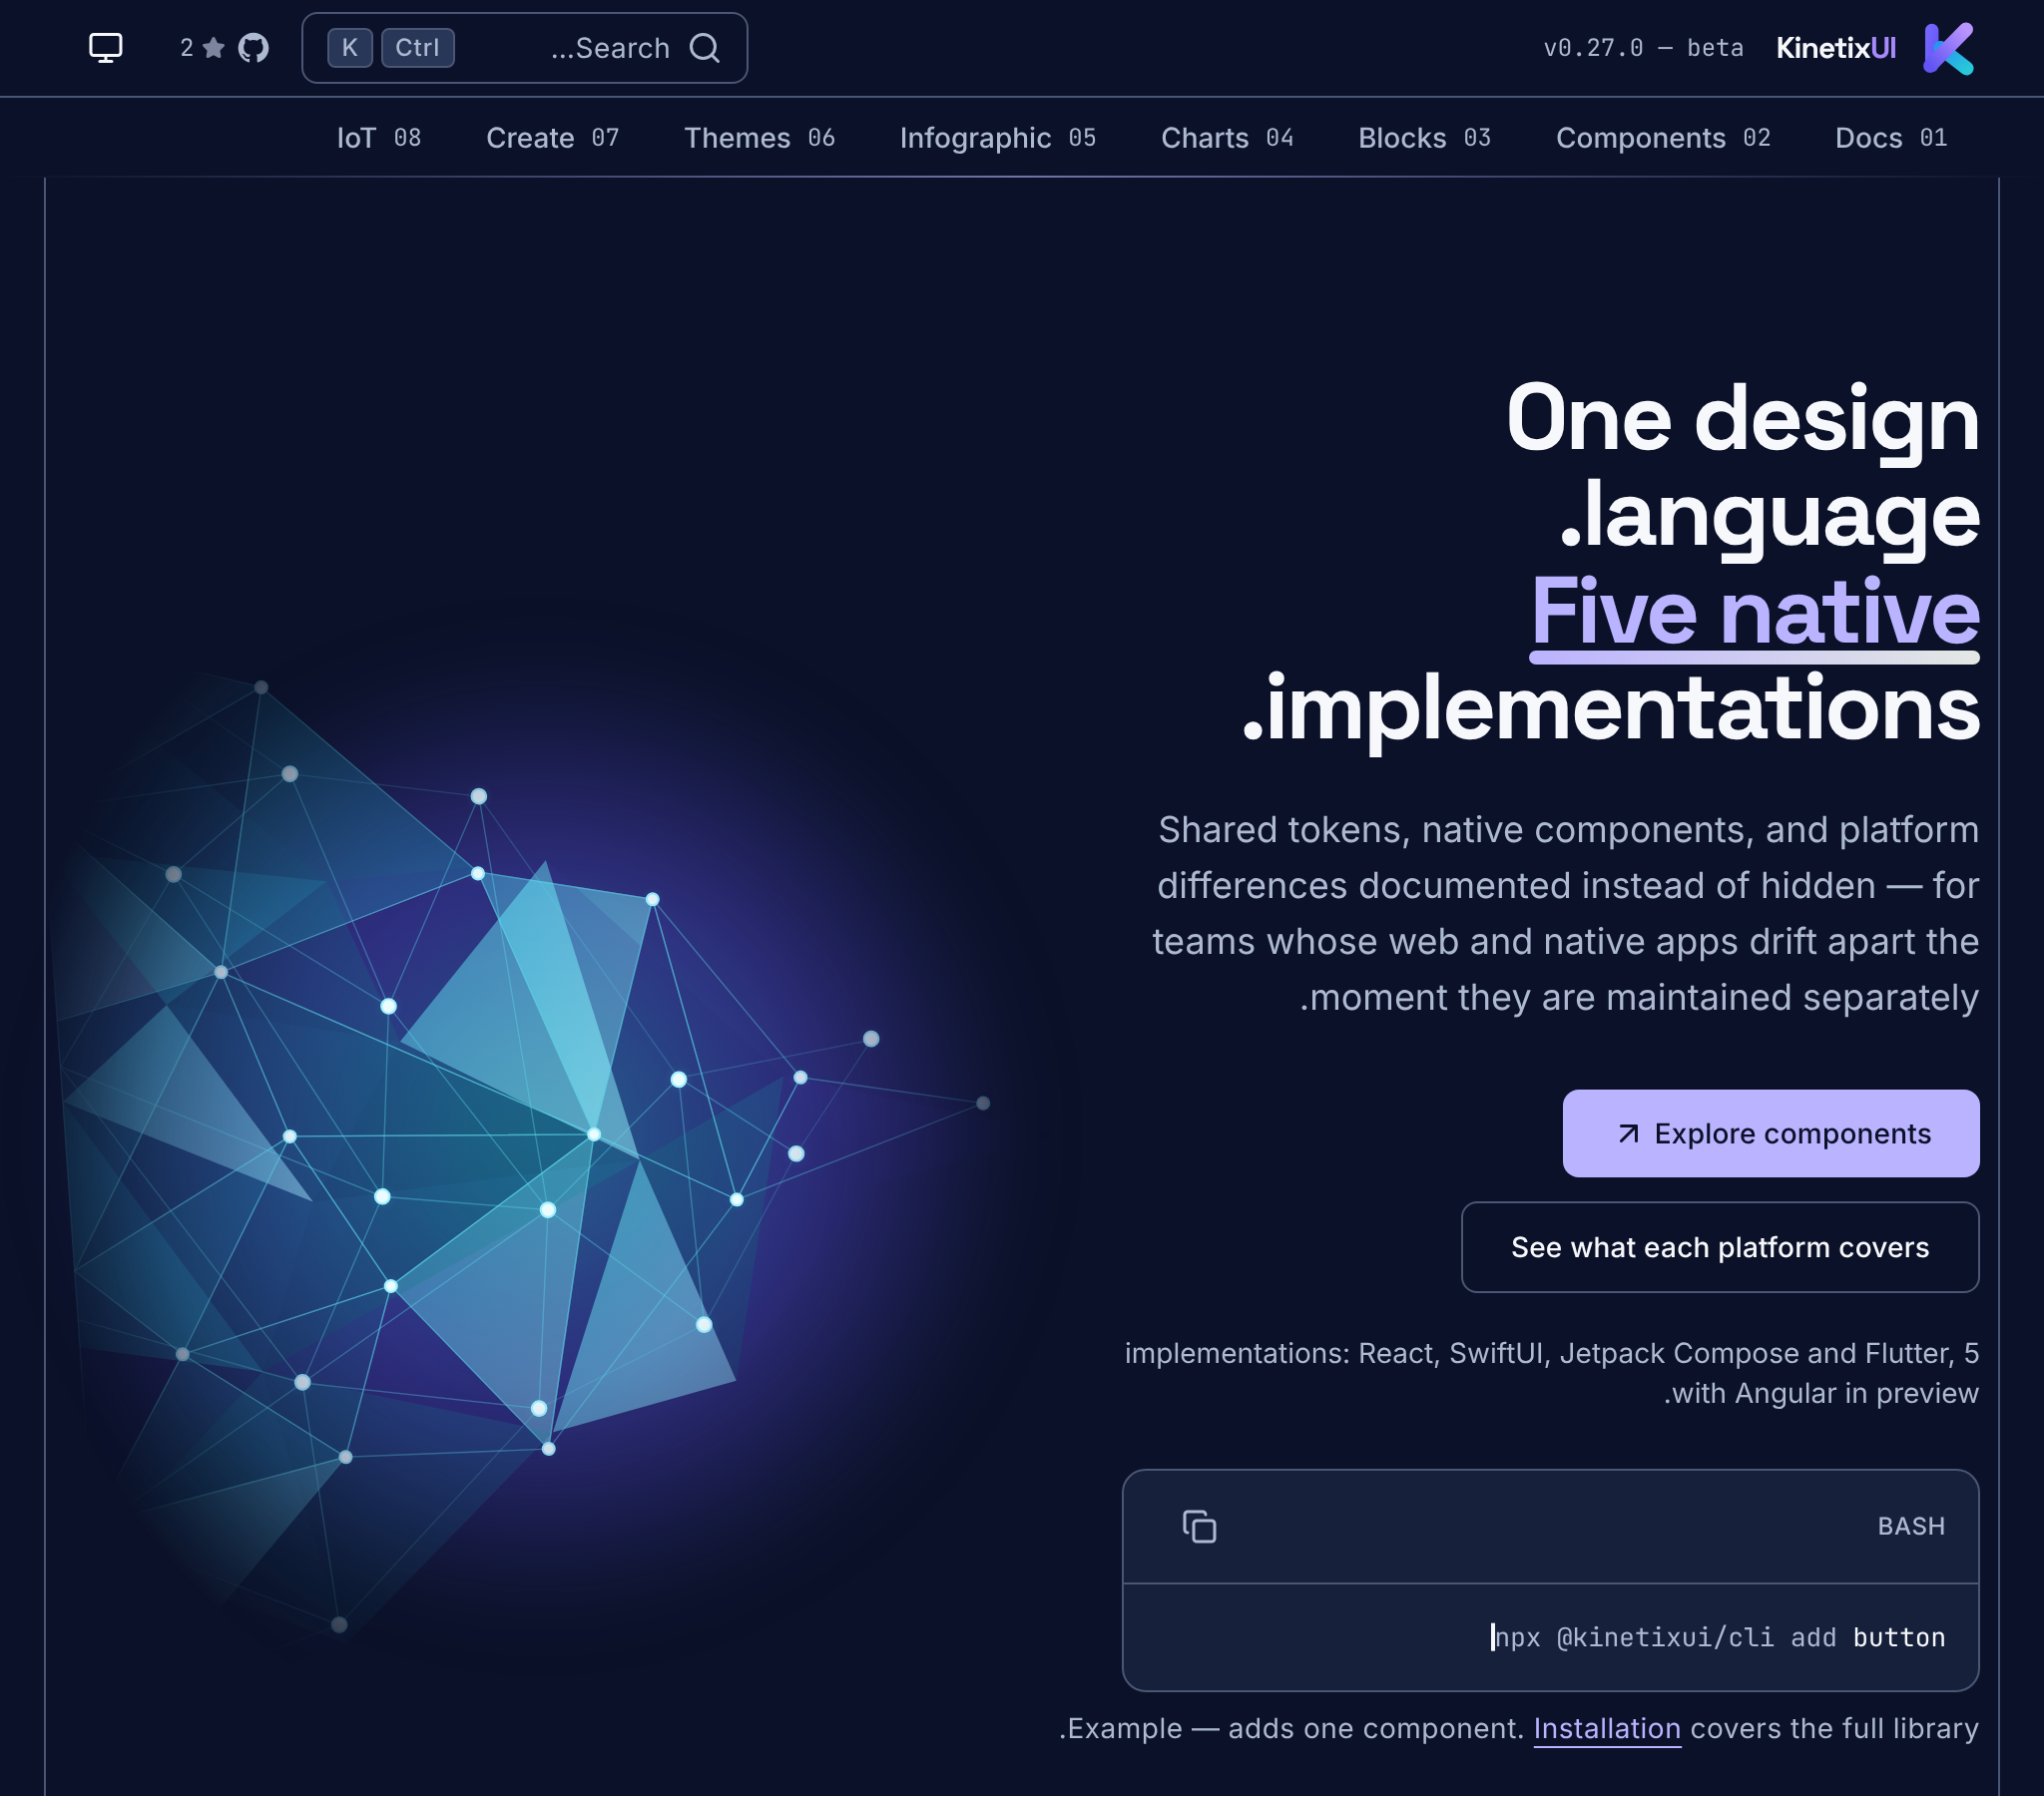 KinetixUI
v0.27.0 — beta
Search...
Ctrl K
2
01 Docs
02 Components
03 Blocks
04 Charts
05 Infographic
06 Themes
07 Create
08 IoT
One design
language.
Five native
implementations.
Shared tokens, native components, and platform
differences documented instead of hidden — for
teams whose web and native apps drift apart the
moment they are maintained separately.
Explore components
See what each platform covers
5 implementations: React, SwiftUI, Jetpack Compose and Flutter,
with Angular in preview.
BASH
npx @kinetixui/cli add button
Example — adds one component. Installation covers the full library.